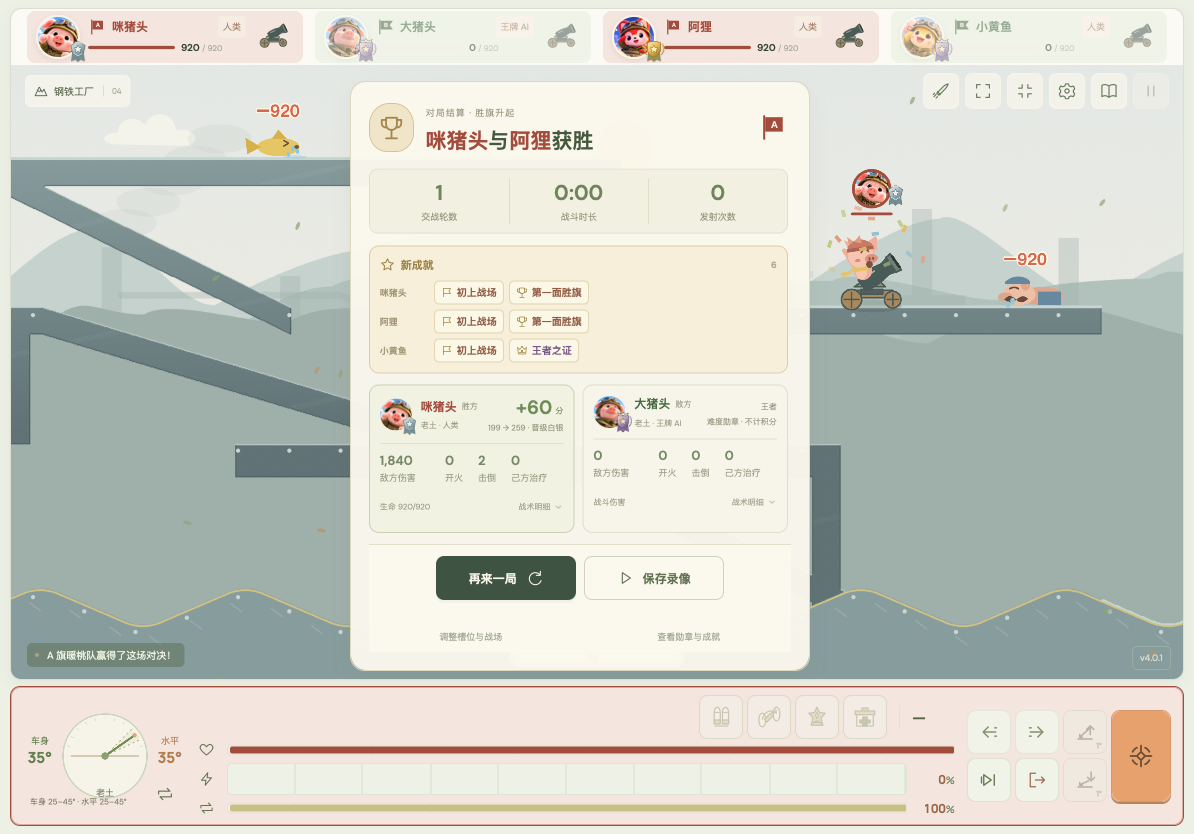 A 咪猪头 人类
920 / 920
B 大猪头 王牌 AI
0 / 920
A 阿狸 人类
920 / 920
B 小黄鱼 人类
0 / 920
钢铁工厂 04
−920
−920
对局结算 · 胜旗升起
咪猪头与阿狸获胜
A
1 0:00 0
交战轮数 战斗时长 发射次数
新成就 6
咪猪头 初上战场 第一面胜旗
阿狸 初上战场 第一面胜旗
小黄鱼 初上战场 王者之证
咪猪头 胜方 +60 分
老土 · 人类 199 → 259 · 晋级白银
1,840 0 2 0
敌方伤害 开火 击倒 己方治疗
生命 920/920 战术明细
大猪头 败方 王者
老土 · 王牌 AI 难度勋章 · 不计积分
0 0 0 0
敌方伤害 开火 击倒 己方治疗
战斗伤害 战术明细
再来一局 保存录像
调整槽位与战场 查看勋章与成就
A 旗暖桃队赢得了这场对决!
v4.0.1
车身 水平
35° 35°
老土
车身 25–45° · 水平 25–45°
0%
100%
1°
1°